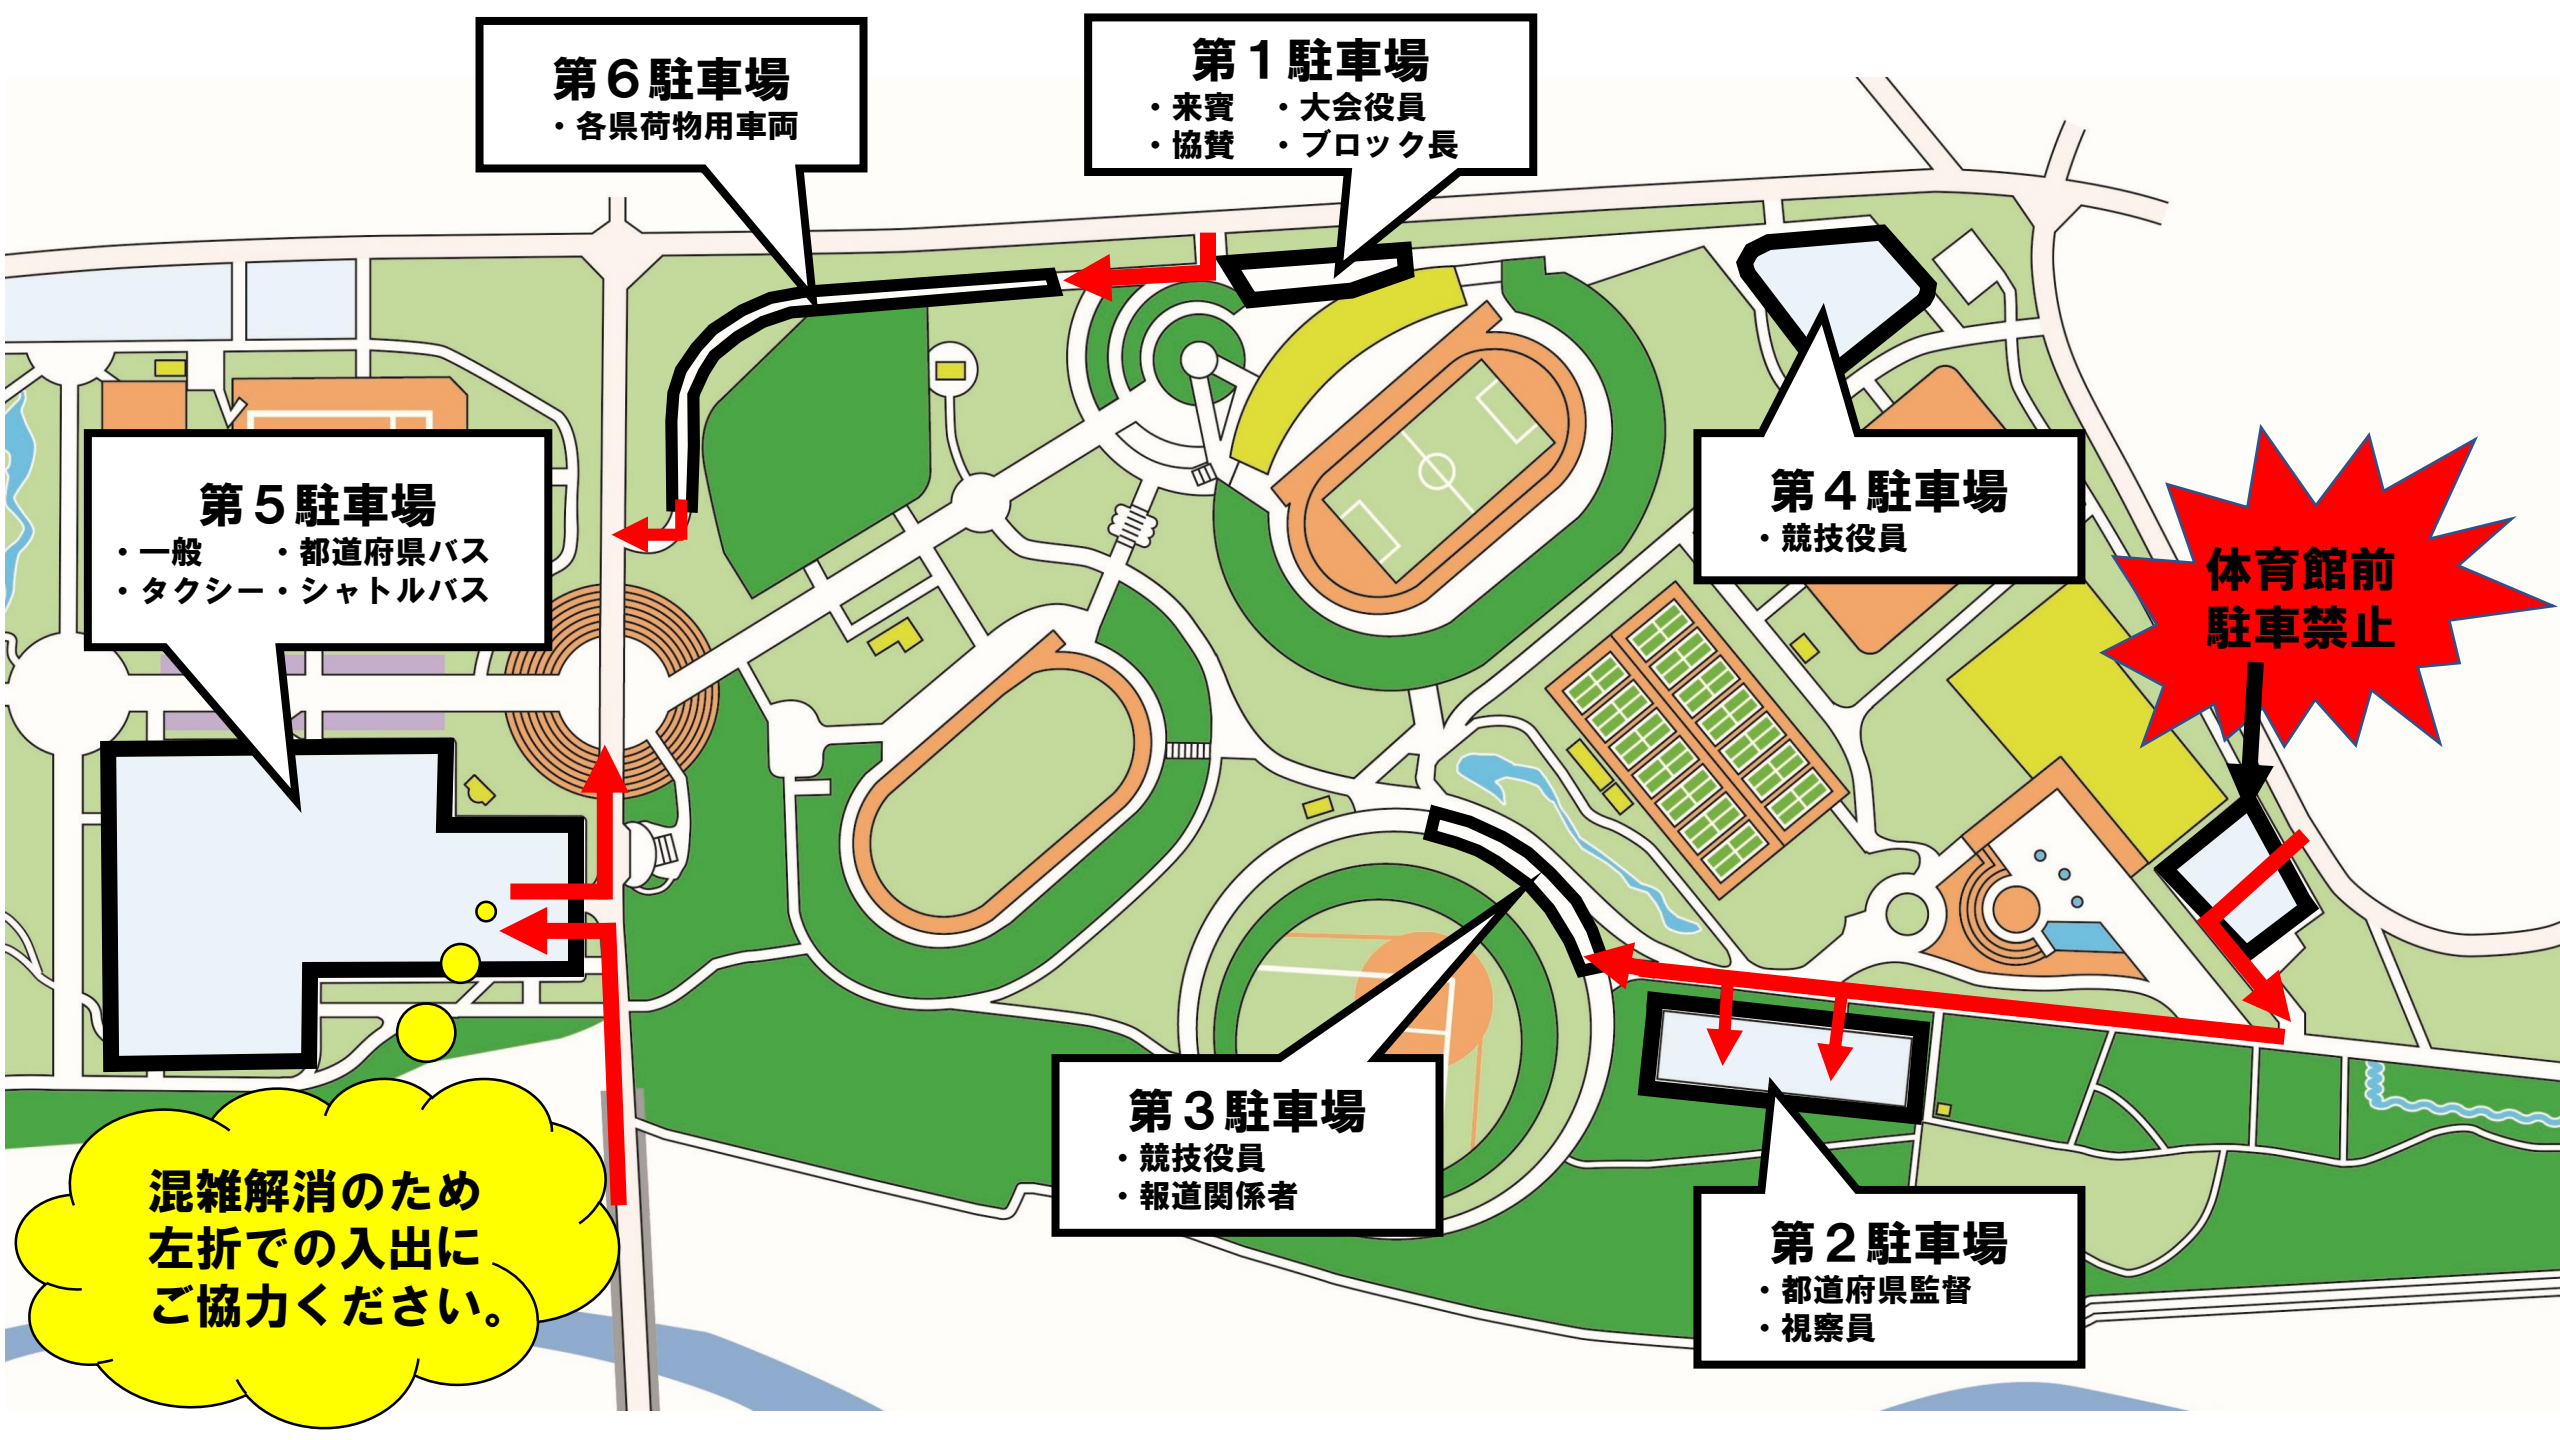 第６駐車場
・各県荷物用車両
第１駐車場
・来賓　・大会役員
・協賛　・ブロック長
第５駐車場
・一般　・都道府県バス
・タクシー・シャトルバス
第４駐車場
・競技役員
体育館前
駐車禁止
第３駐車場
・競技役員
・報道関係者
第２駐車場
・都道府県監督
・視察員
混雑解消のため
左折での入出に
ご協力ください。